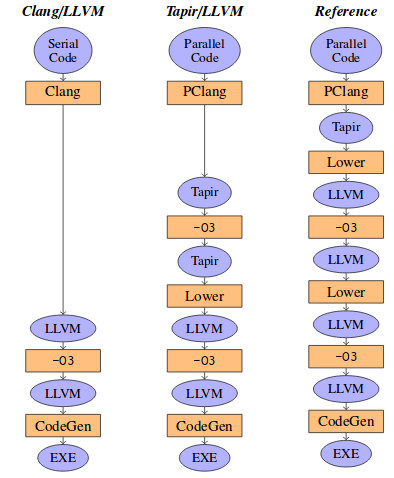 Clang/LLVM
Serial
Code
Clang
LLVM
-O3
LLVM
CodeGen
EXE
Tapir/LLVM
Parallel
Code
PClang
Tapir
-O3
Tapir
Lower
LLVM
-O3
LLVM
CodeGen
EXE
Reference
Parallel
Code
PClang
Tapir
Lower
LLVM
-O3
LLVM
Lower
LLVM
-O3
LLVM
CodeGen
EXE